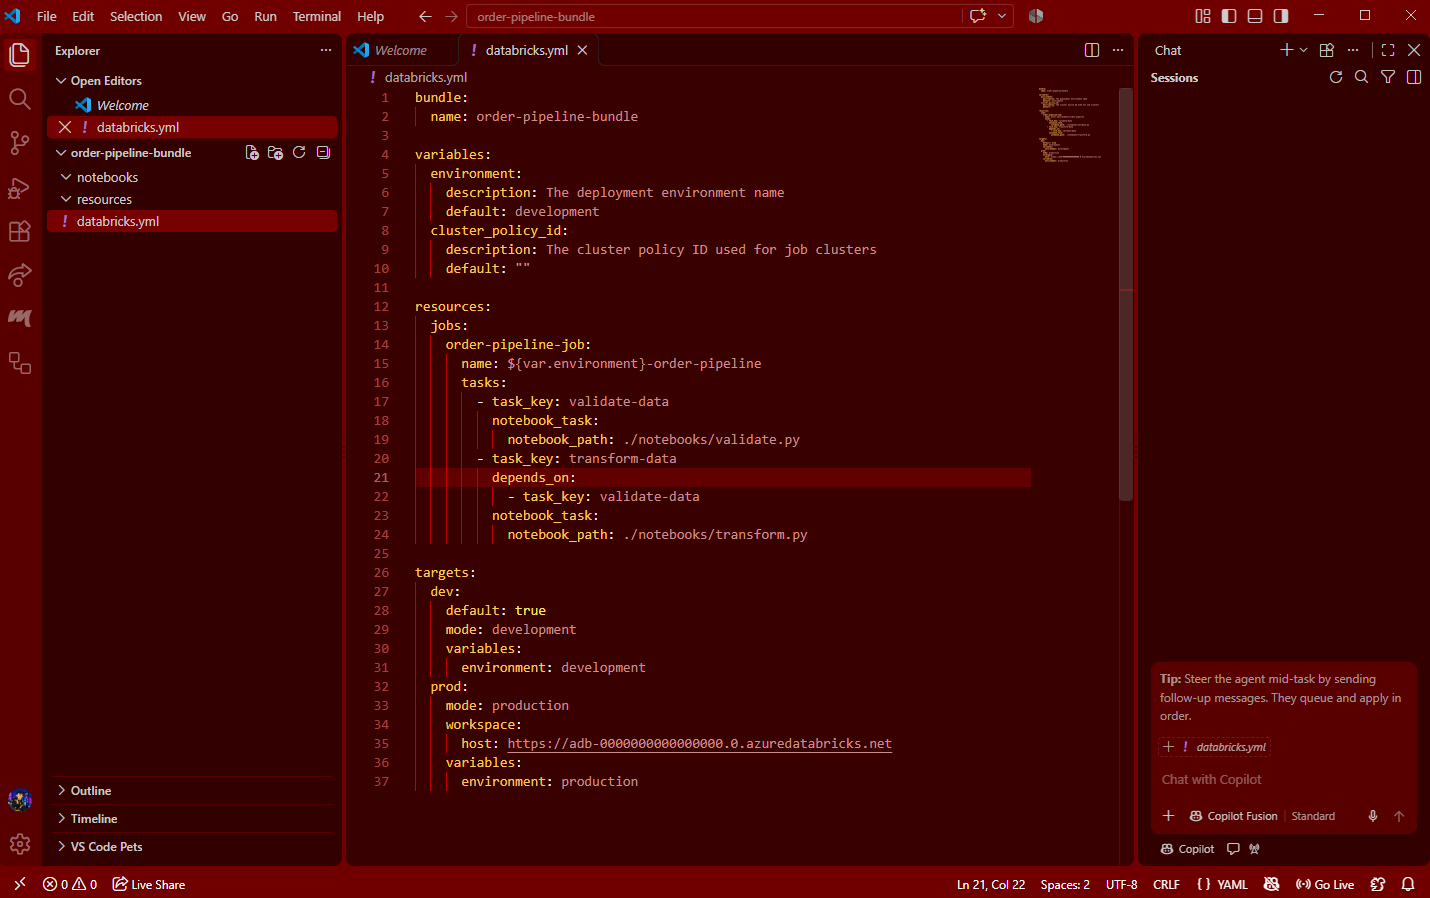 File Edit Selection View Go Run Terminal Help
order-pipeline-bundle
Explorer
Open Editors
Welcome
databricks.yml
order-pipeline-bundle
notebooks
resources
! databricks.yml
Outline
Timeline
VS Code Pets
Welcome
! databricks.yml
! databricks.yml
1 bundle:
2 name: order-pipeline-bundle
3
4 variables:
5 environment:
6 description: The deployment environment name
7 default: development
8 cluster_policy_id:
9 description: The cluster policy ID used for job clusters
10 default: ""
11
12 resources:
13 jobs:
14 order-pipeline-job:
15 name: ${var.environment}-order-pipeline
16 tasks:
17 - task_key: validate-data
18 notebook_task:
19 notebook_path: ./notebooks/validate.py
20 - task_key: transform-data
21 depends_on:
22 - task_key: validate-data
23 notebook_task:
24 notebook_path: ./notebooks/transform.py
25
26 targets:
27 dev:
28 default: true
29 mode: development
30 variables:
31 environment: development
32 prod:
33 mode: production
34 workspace:
35 host: https://adb-0000000000000000.0.azuredatabricks.net
36 variables:
37 environment: production
Chat
Sessions
Tip: Steer the agent mid-task by sending
follow-up messages. They queue and apply in
order.
! databricks.yml
Chat with Copilot
Copilot Fusion Standard
Copilot
0 0 Live Share
Ln 21, Col 22 Spaces: 2 UTF-8 CRLF { } YAML Go Live